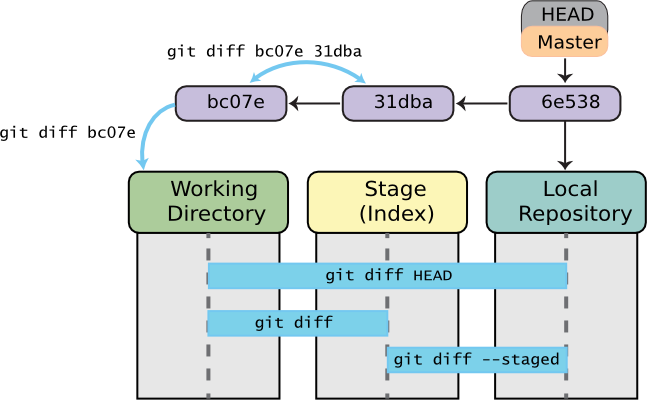 HEAD
Master
git diff bc07e 31dba
bc07e
31dba
6e538
git diff bc07e
Working
Directory
Stage
(Index)
Local
Repository
git diff HEAD
git diff
git diff --staged